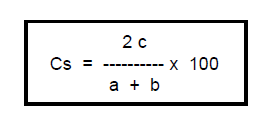 2 c
Cs = ---------- x 100
a + b